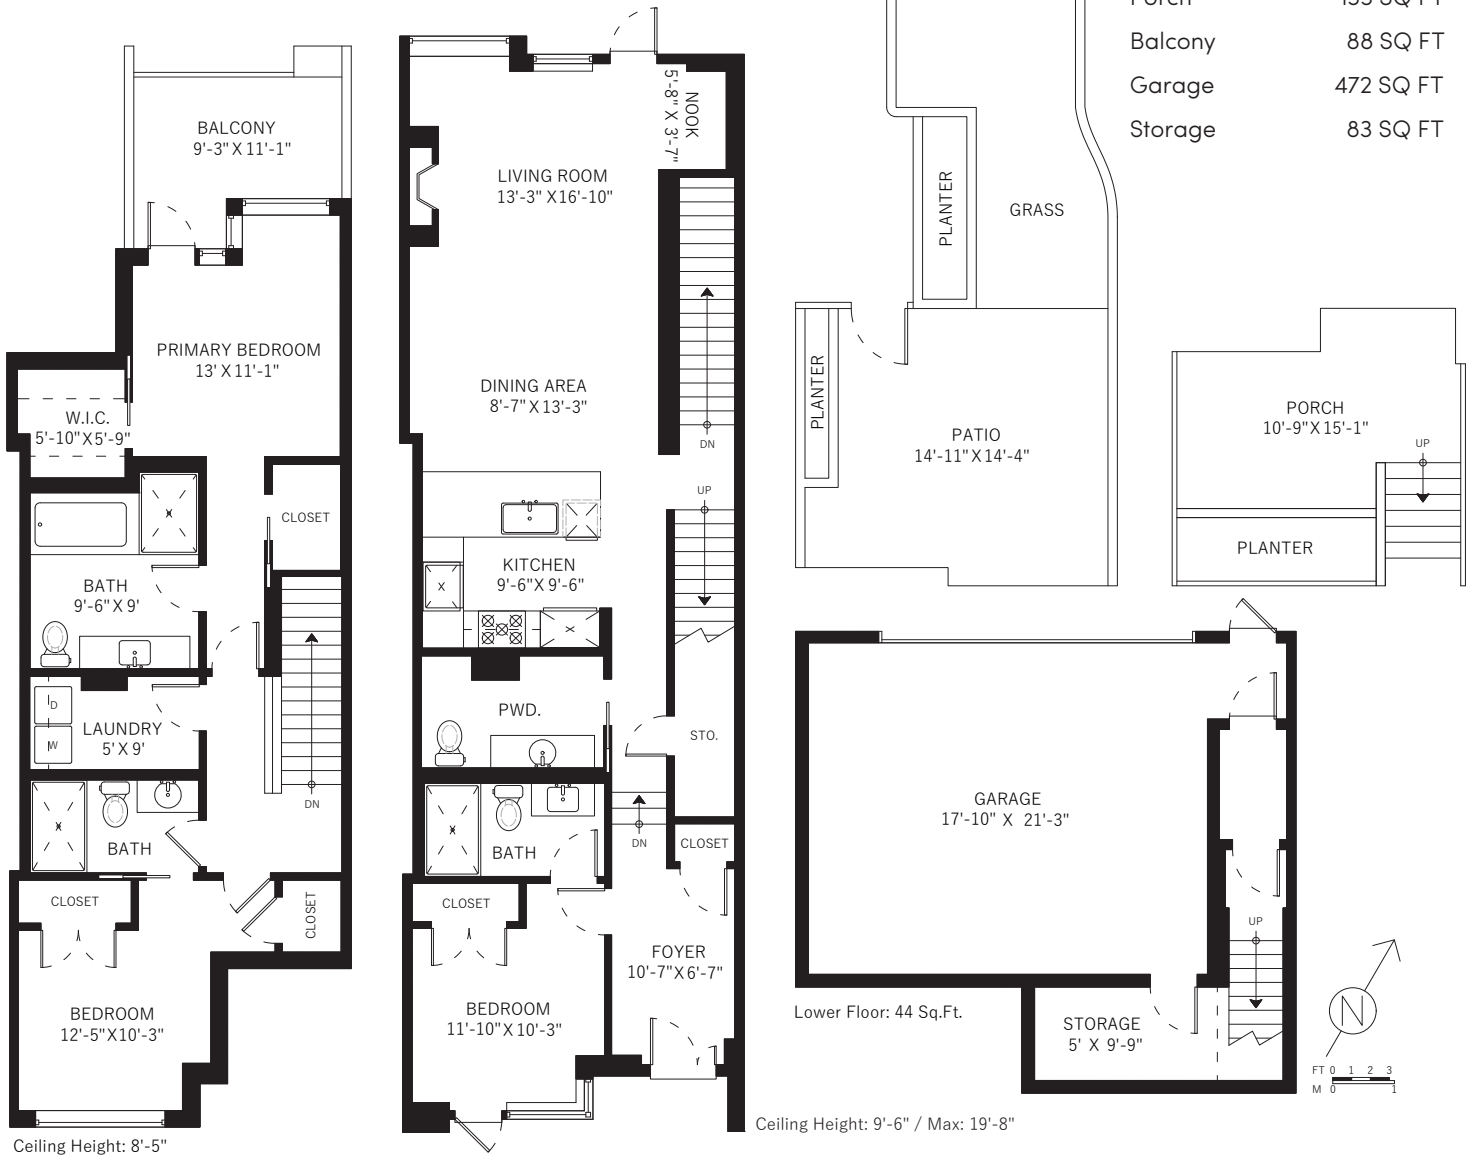 BALCONY
9'-3" X 11'-1"
PRIMARY BEDROOM
13' X 11'-1"
W.I.C.
5'-10" X 5'-9"
CLOSET
BATH
9'-6" X 9'
D
W
LAUNDRY
5' X 9'
DN
BATH
CLOSET
CLOSET
BEDROOM
12'-5" X 10'-3"
Ceiling Height: 8'-5"
NOOK
5'-8" X 3'-7"
LIVING ROOM
13'-3" X 16'-10"
DINING AREA
8'-7" X 13'-3"
DN
UP
KITCHEN
9'-6" X 9'-6"
PWD.
STO.
DN
CLOSET
BATH
CLOSET
FOYER
10'-7" X 6'-7"
BEDROOM
11'-10" X 10'-3"
Ceiling Height: 9'-6" / Max: 19'-8"
Porch 155 SQ FT
Balcony 88 SQ FT
Garage 472 SQ FT
Storage 83 SQ FT
PLANTER
GRASS
PLANTER
PATIO
14'-11" X 14'-4"
PORCH
10'-9" X 15'-1"
UP
PLANTER
GARAGE
17'-10" X 21'-3"
UP
Lower Floor: 44 Sq.Ft.
STORAGE
5' X 9'-9"
N
FT 0 1 2 3
M 0 1